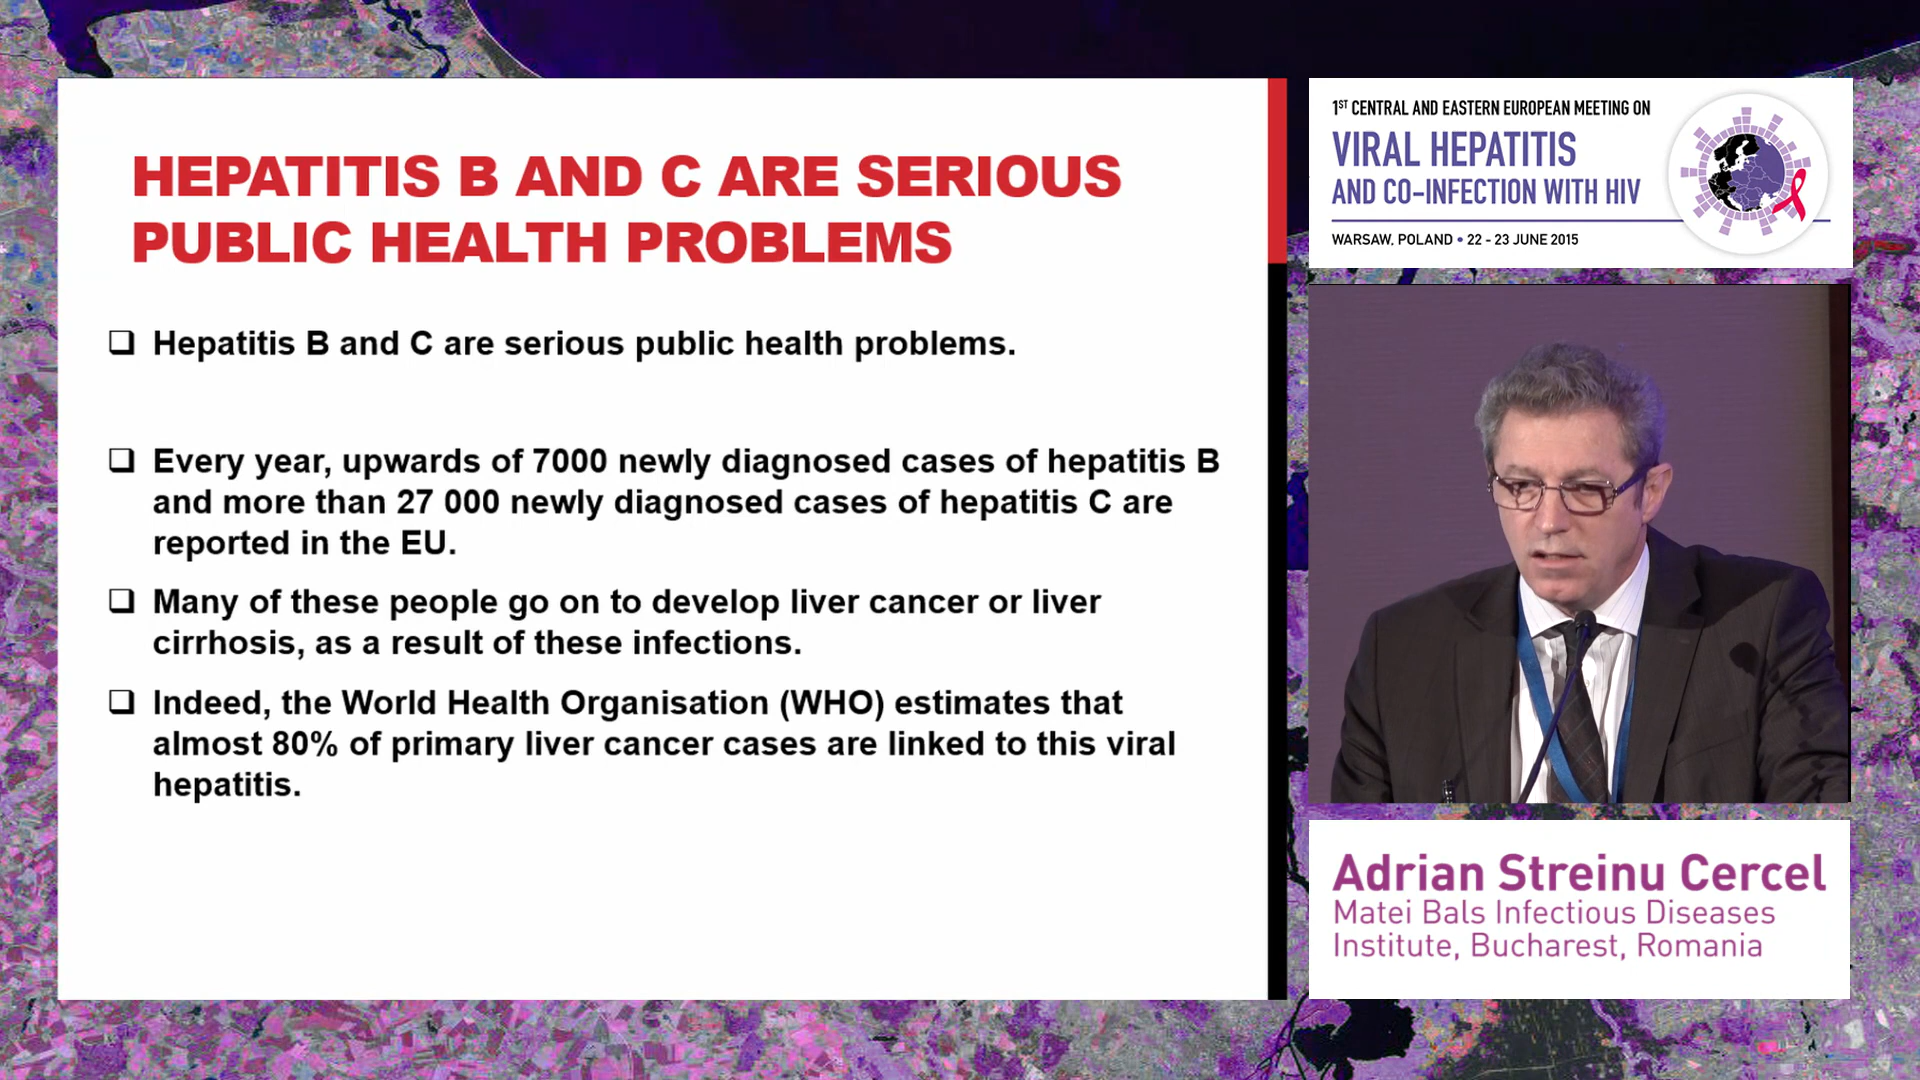 HEPATITIS B AND C ARE SERIOUS
PUBLIC HEALTH PROBLEMS
Hepatitis B and C are serious public health problems.
Every year, upwards of 7000 newly diagnosed cases of hepatitis B
and more than 27 000 newly diagnosed cases of hepatitis C are
reported in the EU.
Many of these people go on to develop liver cancer or liver
cirrhosis, as a result of these infections.
Indeed, the World Health Organisation (WHO) estimates that
almost 80% of primary liver cancer cases are linked to this viral
hepatitis.
1ST CENTRAL AND EASTERN EUROPEAN MEETING ON
VIRAL HEPATITIS
AND CO-INFECTION WITH HIV
WARSAW, POLAND • 22 - 23 JUNE 2015
Adrian Streinu Cercel
Matei Bals Infectious Diseases
Institute, Bucharest, Romania